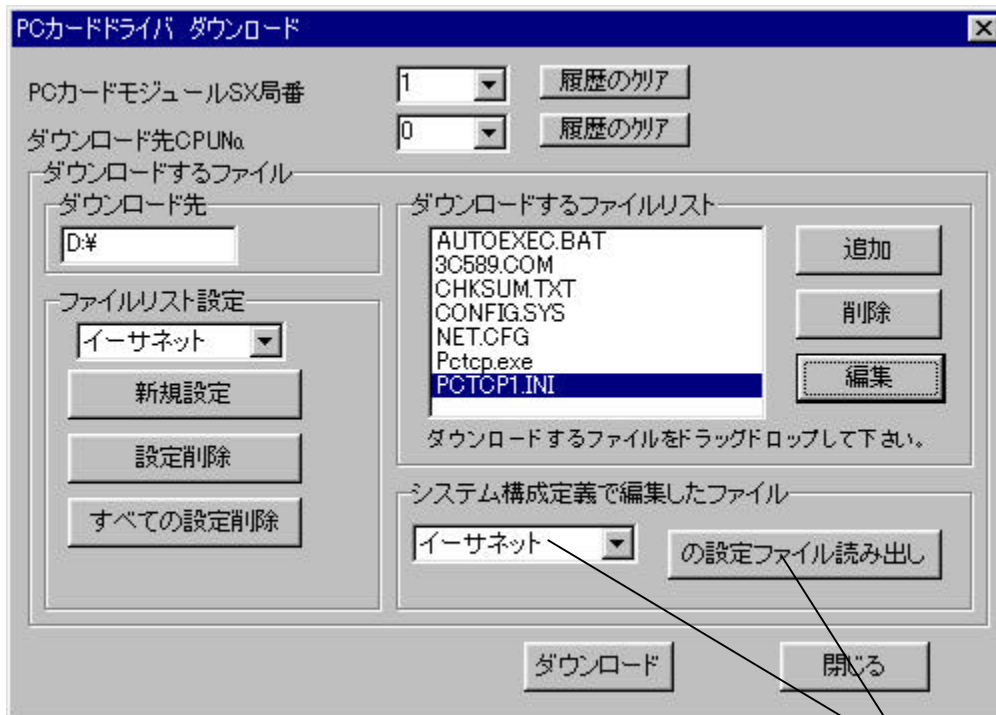 PCカードドライバ ダウンロード
PCカードモジュールSX局番
1
履歴のクリア
ダウンロード先CPUNo.
0
履歴のクリア
ダウンロードするファイル
ダウンロード先
D:¥
ファイルリスト設定
イーサネット
新規設定
設定削除
すべての設定削除
ダウンロードするファイルリスト
AUTOEXEC.BAT
3C589.COM
CHKSUM.TXT
CONFIG.SYS
NET.CFG
Pctcp.exe
PCTCP1.INI
追加
削除
編集
ダウンロードするファイルをドラッグドロップして下さい。
システム構成定義で編集したファイル
イーサネット
の設定ファイル読み出し
ダウンロード
閉じる